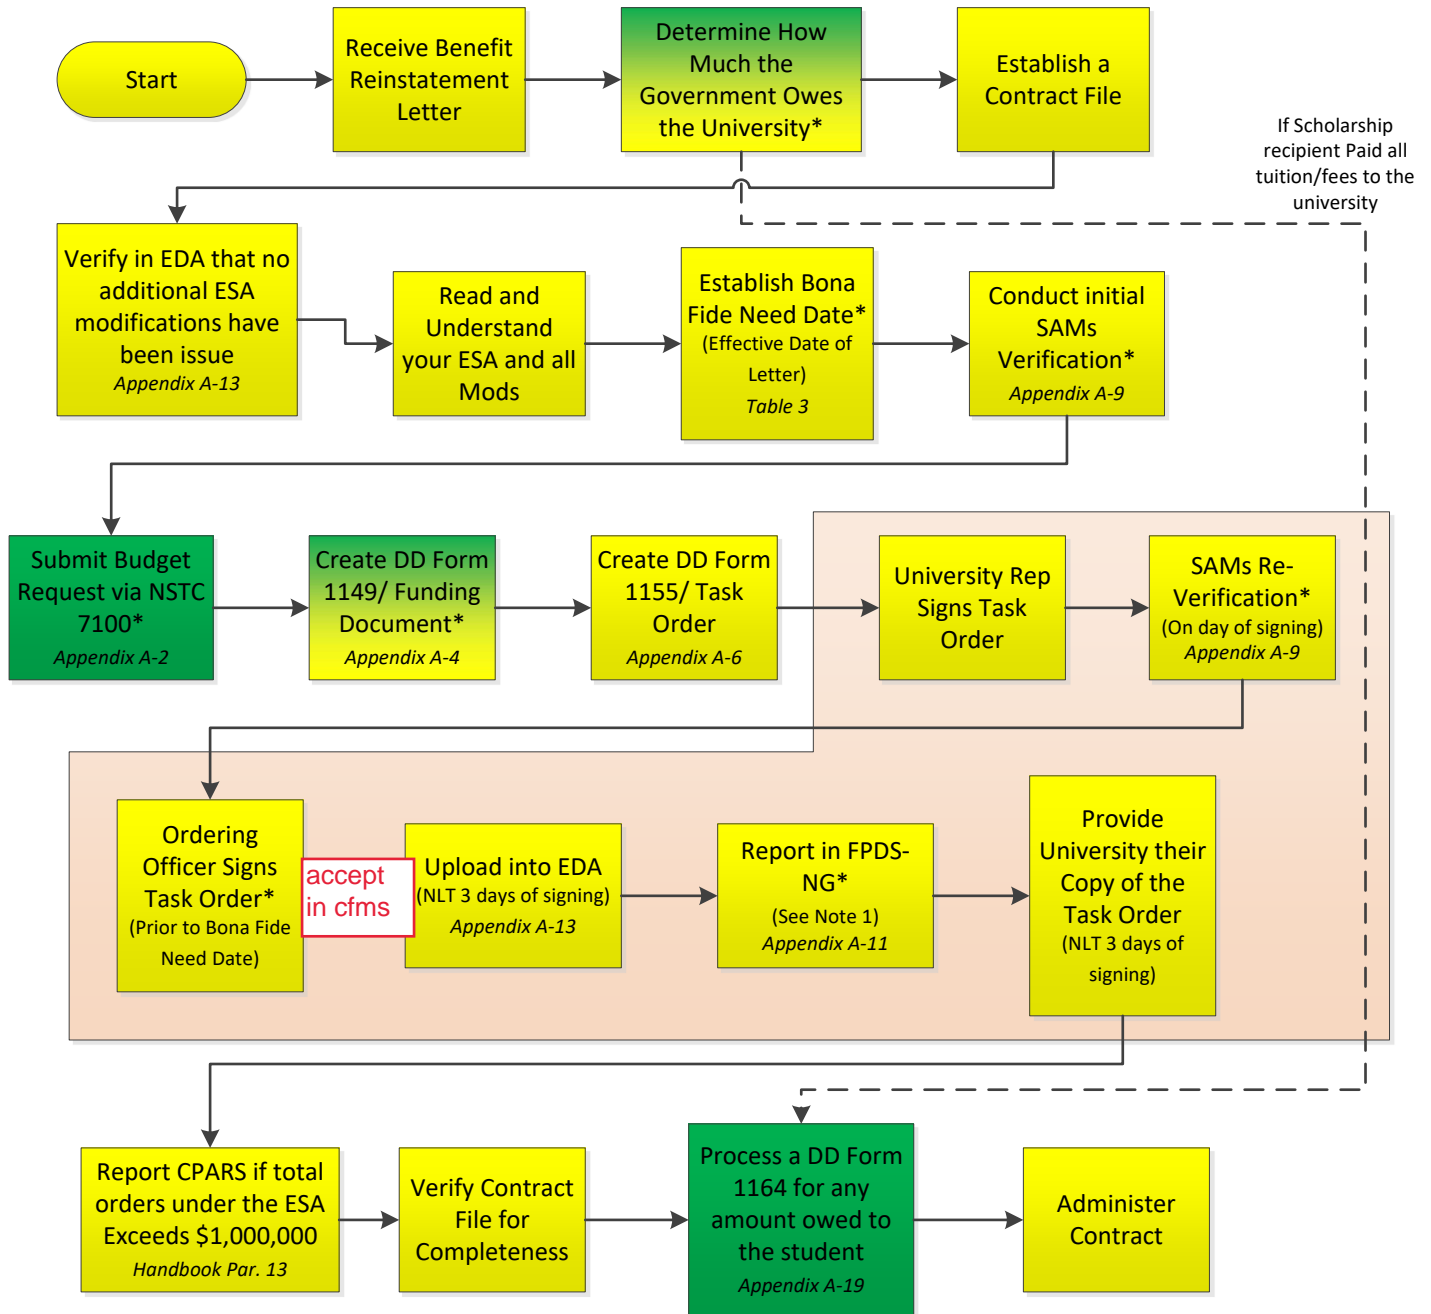 Start
Receive Benefit
Reinstatement
Letter
Determine How
Much the
Government Owes
the University*
Establish a
Contract File
If Scholarship
recipient Paid all
tuition/fees to the
university
Verify in EDA that no
additional ESA
modifications have
been issue
Appendix A-13
Read and
Understand
your ESA and all
Mods
Establish Bona
Fide Need Date*
(Effective Date of
Letter)
Table 3
Conduct initial
SAMs
Verification*
Appendix A-9
Submit Budget
Request via NSTC
7100*
Appendix A-2
Create DD Form
1149/ Funding
Document*
Appendix A-4
Create DD Form
1155/ Task
Order
Appendix A-6
University Rep
Signs Task
Order
SAMs Re-
Verification*
(On day of signing)
Appendix A-9
Ordering
Officer Signs
Task Order*
(Prior to Bona Fide
Need Date)
accept
in cfms
Upload into EDA
(NLT 3 days of signing)
Appendix A-13
Report in FPDS-
NG*
(See Note 1)
Appendix A-11
Provide
University their
Copy of the
Task Order
(NLT 3 days of
signing)
Report CPARS if total
orders under the ESA
Exceeds $1,000,000
Handbook Par. 13
Verify Contract
File for
Completeness
Process a DD Form
1164 for any
amount owed to
the student
Appendix A-19
Administer
Contract